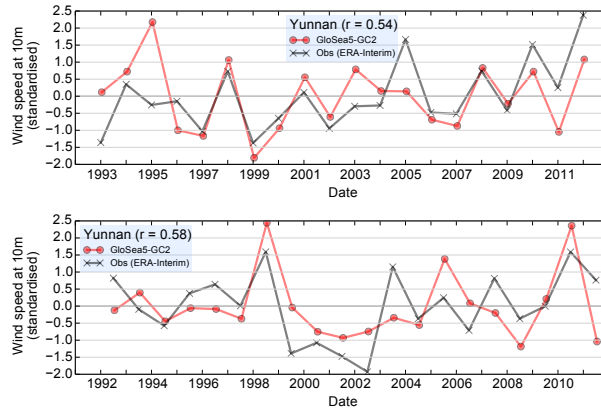 Yunnan (r = 0.54)
GloSea5-GC2
Obs (ERA-Interim)
Wind speed at 10m
(standardised)
2.5
2.0
1.5
1.0
0.5
0.0
−0.5
−1.0
−1.5
−2.0
1993 1995 1997 1999 2001 2003 2005 2007 2009 2011
Date
Yunnan (r = 0.58)
GloSea5-GC2
Obs (ERA-Interim)
Wind speed at 10m
(standardised)
2.5
2.0
1.5
1.0
0.5
0.0
−0.5
−1.0
−1.5
−2.0
1992 1994 1996 1998 2000 2002 2004 2006 2008 2010
Date